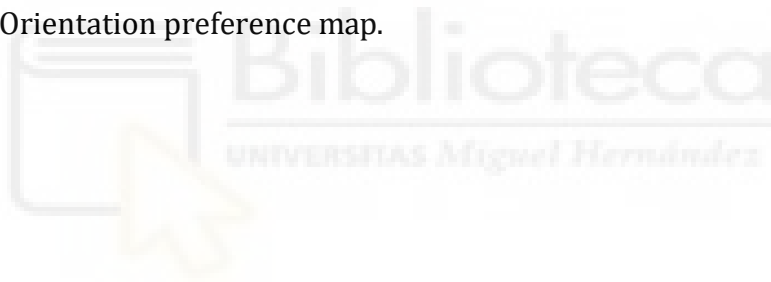 Orientation preference map.
Biblioteca
UNIVERSITAS Miguel Hernández